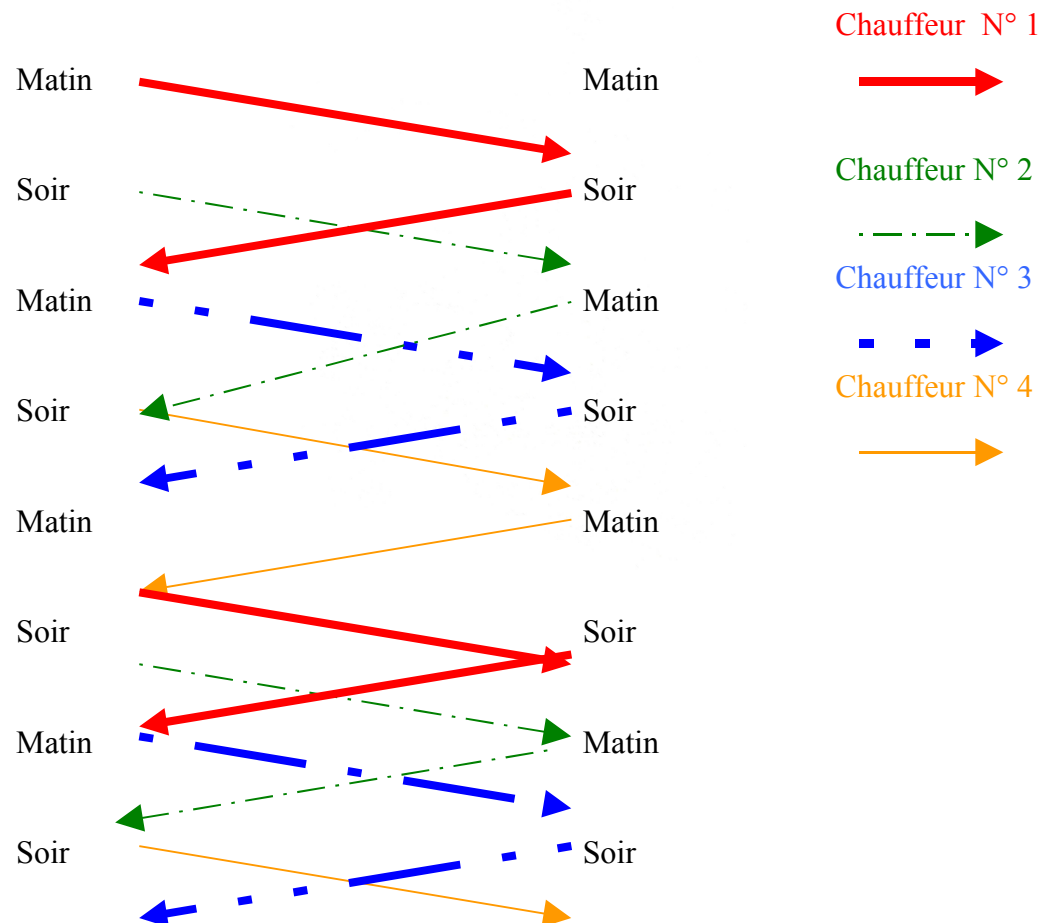 Chauffeur N° 1
Matin Matin
Chauffeur N° 2
Soir Soir
Chauffeur N° 3
Matin Matin
Chauffeur N° 4
Soir Soir
Matin Matin
Soir Soir
Matin Matin
Soir Soir